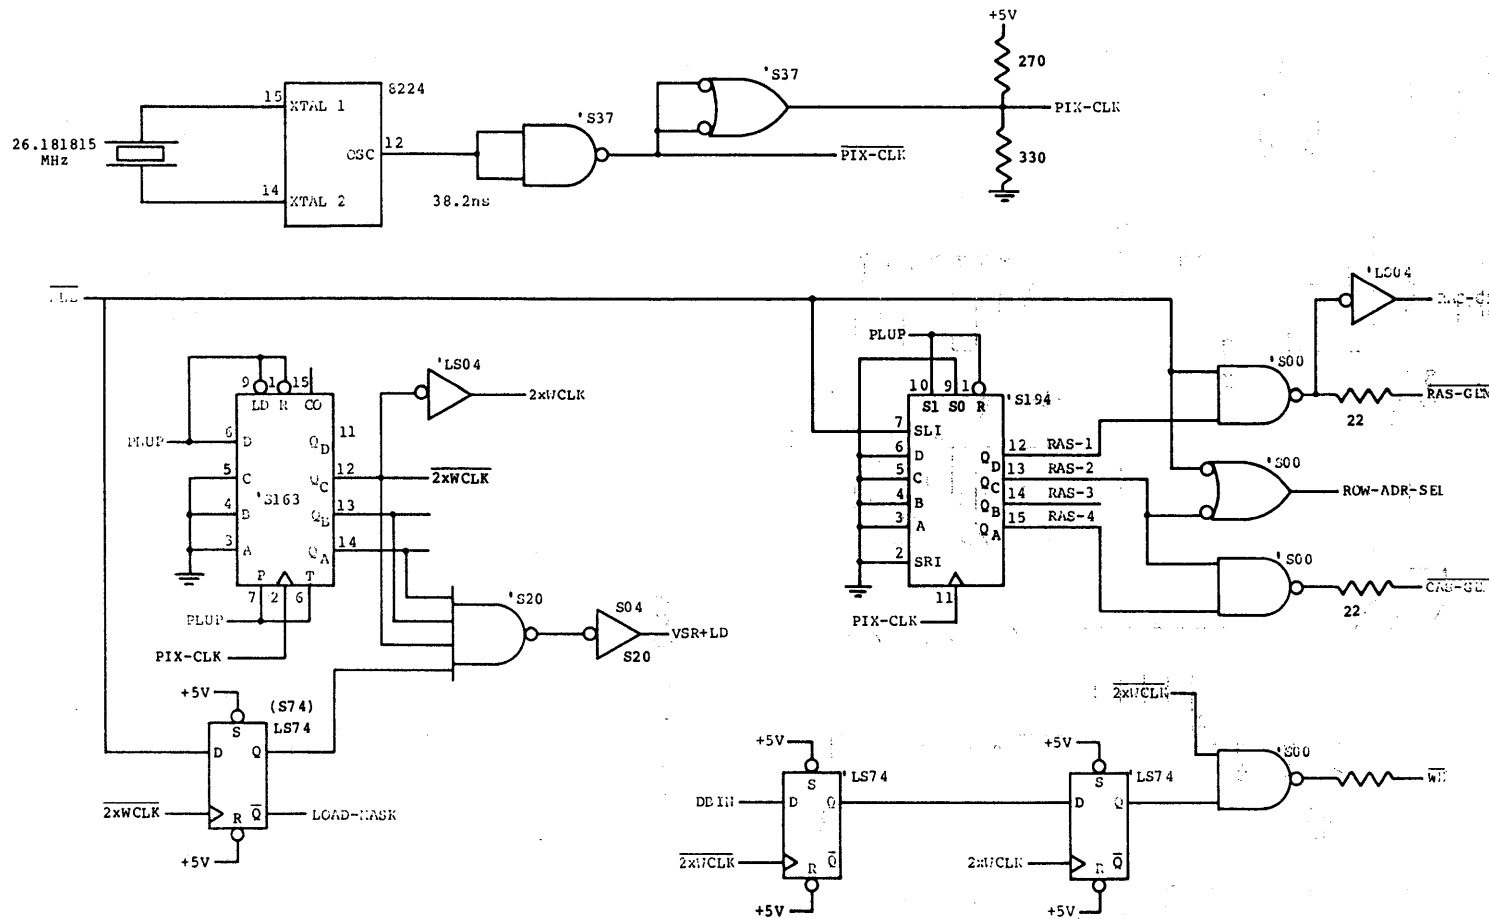 +5V
270
'S37
8224
15 XTAL 1
PIX-CLK
'S37
26.181815
MHz
12
OSC
PIX-CLK
330
14
XTAL 2
38.2ns
'LS04
PLUP
'LS04
'S00
9 1 15
10 9 1
'S194
2xWCLK
LD R CO
S1 S0 R
RAS-GEN
22
PLUP
6 D
QD 11
7 SLI
6 D
QD 12 RAS-1
5 C
QC 12
2xWCLK
5 C
QC 13 RAS-2
'S00
ROW-ADR-SEL
'S163
4 B
QB 13
4 B
QB 14 RAS-3
3 A
QA 14
3 A
QA 15 RAS-4
'S00
2 SRI
P T
7 2 6
'S20
S04
11
22
PLUP
VSR+LD
PIX-CLK
PIX-CLK
S20
+5V
(S74)
LS74
2xWCLK
S
D Q
+5V
'LS74
+5V
'LS74
'S00
S
S
DBIN
D Q
D Q
2xWCLK
R Q
LOAD-MASK
2xWCLK
R Q
2xWCLK
R Q
+5V
+5V
+5V